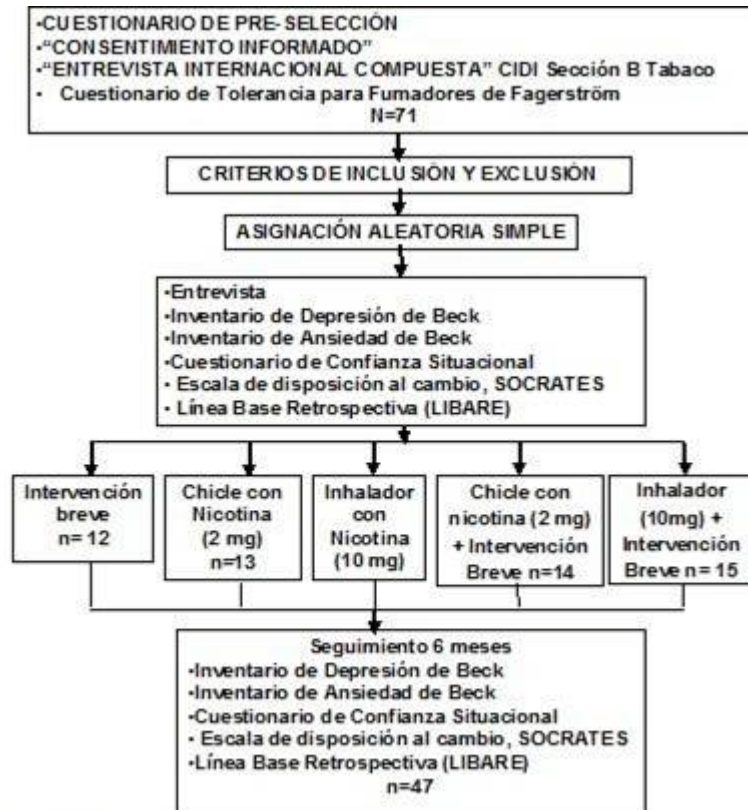 •CUESTIONARIO DE PRE-SELECCIÓN
•“CONSENTIMIENTO INFORMADO”
•“ENTREVISTA INTERNACIONAL COMPUESTA” CIDI Sección B Tabaco
• Cuestionario de Tolerancia para Fumadores de Fagerström
N=71
CRITERIOS DE INCLUSIÓN Y EXCLUSIÓN
ASIGNACIÓN ALEATORIA SIMPLE
•Entrevista
•Inventario de Depresión de Beck
•Inventario de Ansiedad de Beck
•Cuestionario de Confianza Situacional
• Escala de disposición al cambio, SOCRATES
• Línea Base Retrospectiva (LIBARE)
Intervención
breve
n= 12
Chicle con
Nicotina
(2 mg)
n=13
Inhalador
con
Nicotina
(10 mg)
Chicle con
nicotina (2 mg)
+ Intervención
Breve n=14
Inhalador
(10mg) +
Intervención
Breve n= 15
Seguimiento 6 meses
•Inventario de Depresión de Beck
•Inventario de Ansiedad de Beck
•Cuestionario de Confianza Situacional
• Escala de disposición al cambio, SOCRATES
•Línea Base Retrospectiva (LIBARE)
n=47